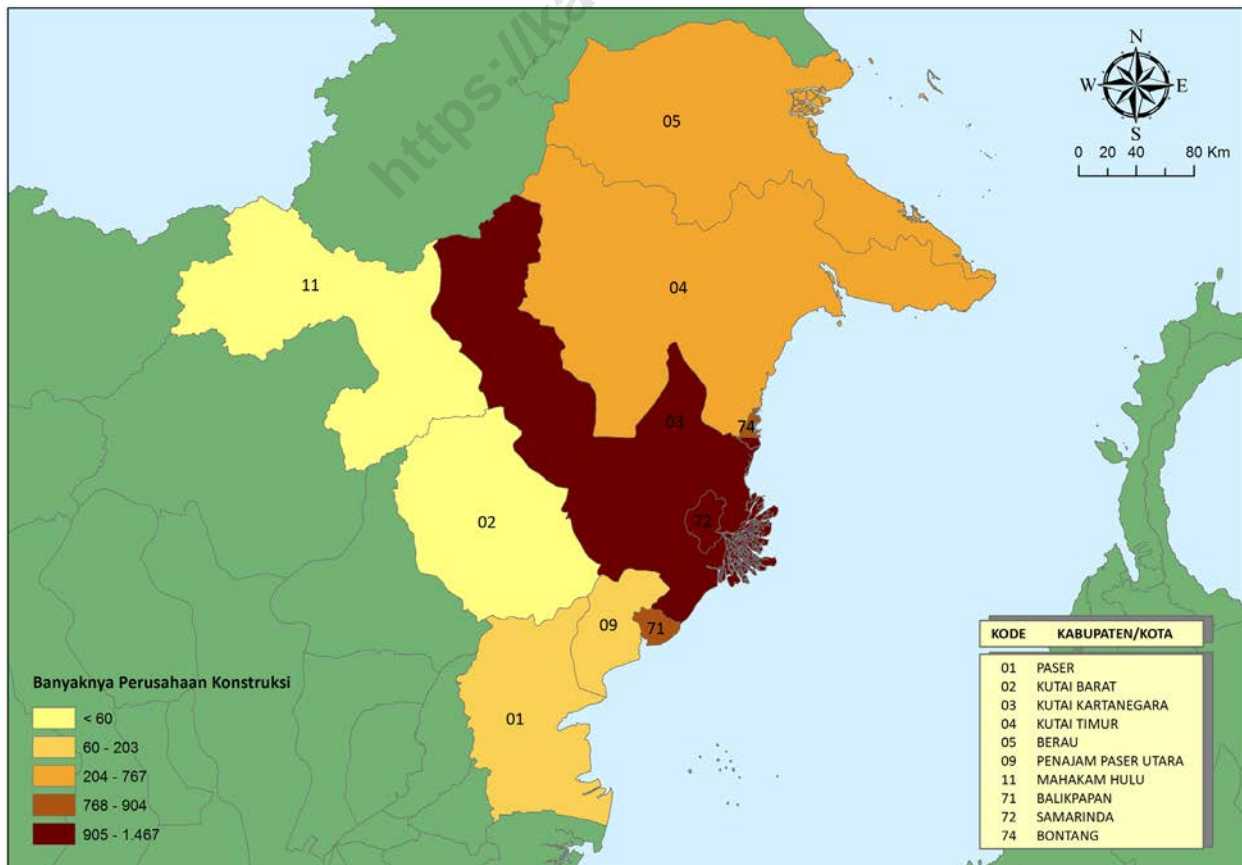 https://ka
N
W E
S
0 20 40 80 Km
05
11
04
03
74
02
72
09
71
01
Banyaknya Perusahaan Konstruksi
< 60
60 - 203
204 - 767
768 - 904
905 - 1.467
KODE KABUPATEN/KOTA
01 PASER
02 KUTAI BARAT
03 KUTAI KARTANEGARA
04 KUTAI TIMUR
05 BERAU
09 PENAJAM PASER UTARA
11 MAHAKAM HULU
71 BALIKPAPAN
72 SAMARINDA
74 BONTANG